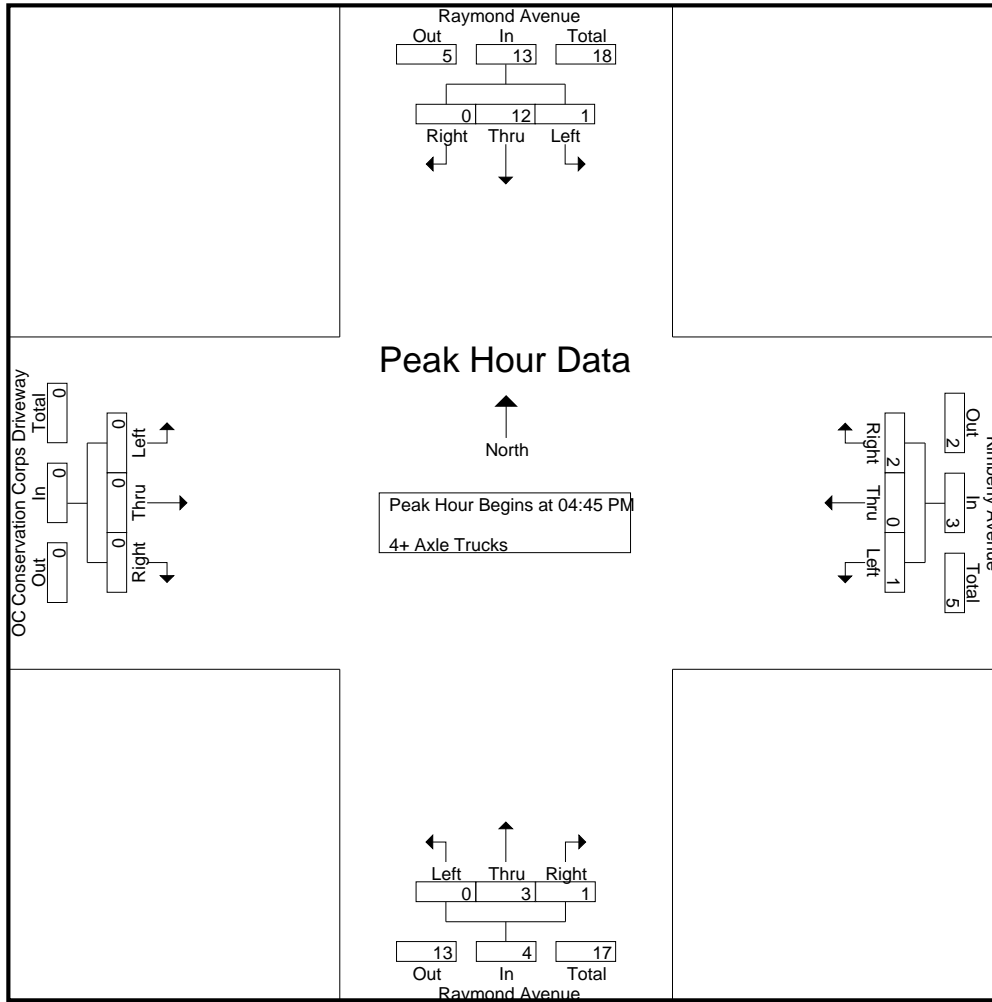 Raymond Avenue
Out In Total
5 13 18
0 12 1
Right Thru Left
Peak Hour Data
North
Peak Hour Begins at 04:45 PM
4+ Axle Trucks
OC Conservation Corps Driveway
Total In Out
0 0 0
0 0 0
Left Thru Right
Right Thru Left
2 0 1
Out In Total
2 3 5
Kimberly Avenue
Left Thru Right
0 3 1
13 4 17
Out In Total
Raymond Avenue